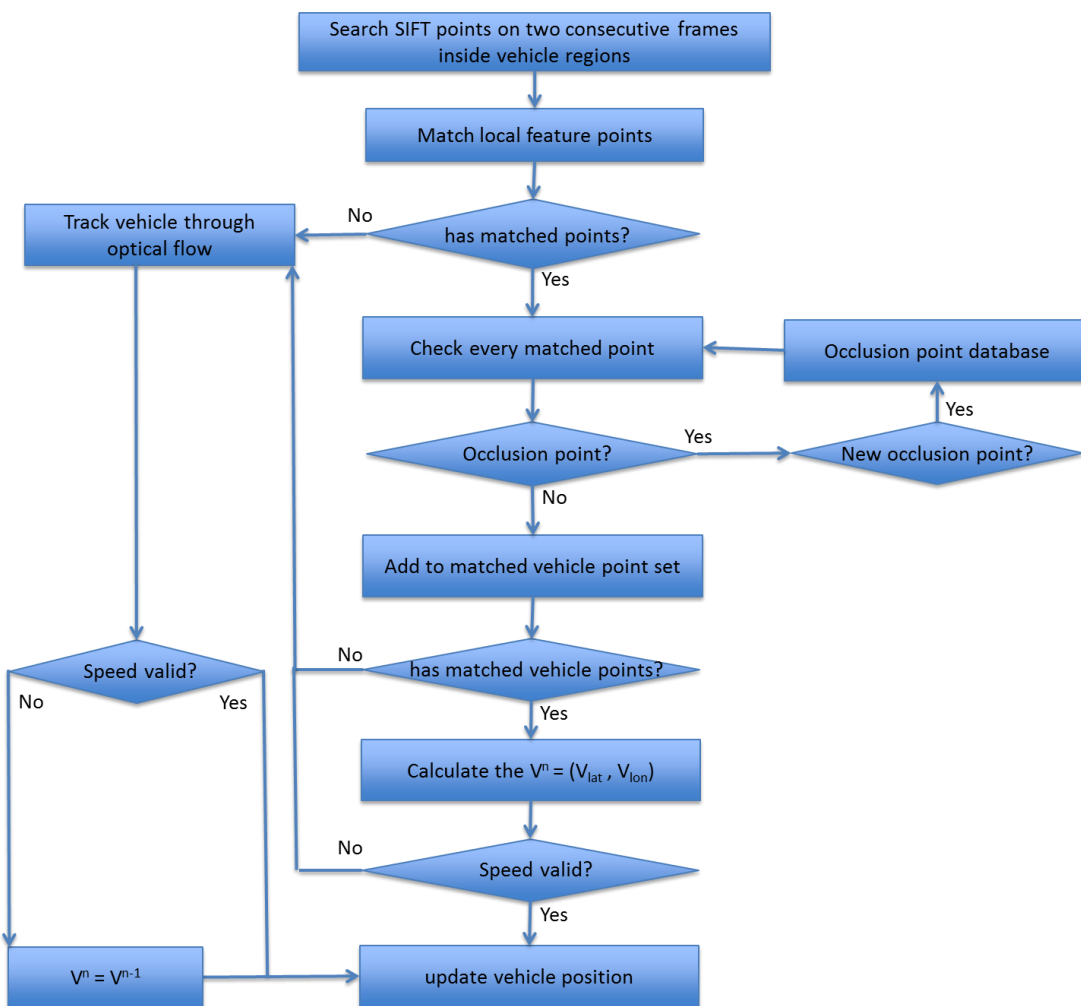 Search SIFT points on two consecutive frames
inside vehicle regions
Match local feature points
No
has matched points?
Track vehicle through
optical flow
Yes
Check every matched point
Occlusion point database
Yes
Occlusion point?
Yes
New occlusion point?
No
Add to matched vehicle point set
No
has matched vehicle points?
Speed valid?
No
Yes
Yes
Calculate the Vⁿ = (V_lat , V_lon)
No
Speed valid?
Yes
Vⁿ = Vⁿ⁻¹
update vehicle position